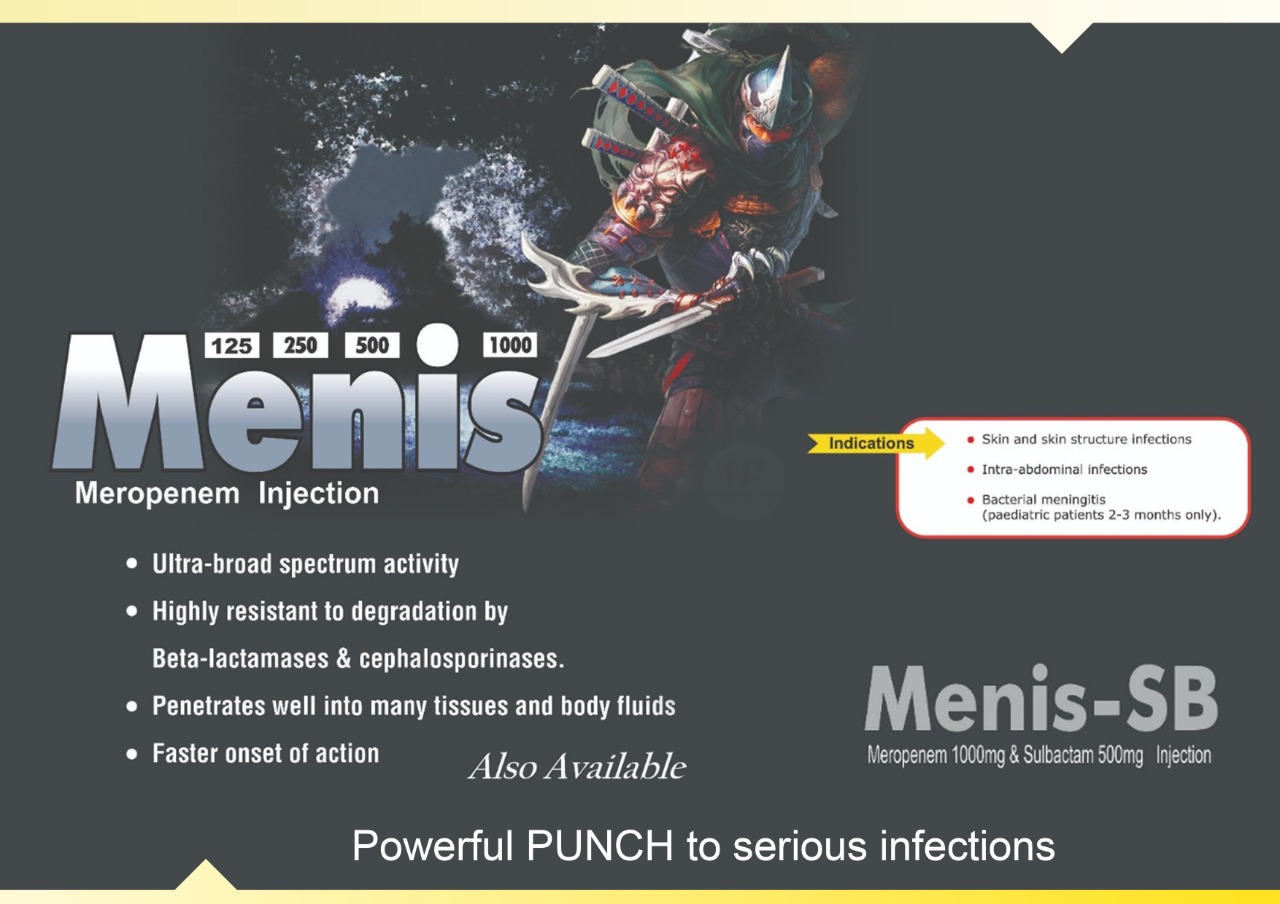 125 250 500 1000
Menis
Meropenem Injection
Indications
Skin and skin structure infections
Intra-abdominal infections
Bacterial meningitis
(paediatric patients 2-3 months only).
• Ultra-broad spectrum activity
• Highly resistant to degradation by
Beta-lactamases & cephalosporinases.
• Penetrates well into many tissues and body fluids
• Faster onset of action
Also Available
Menis-SB
Meropenem 1000mg & Sulbactam 500mg Injection
Powerful PUNCH to serious infections